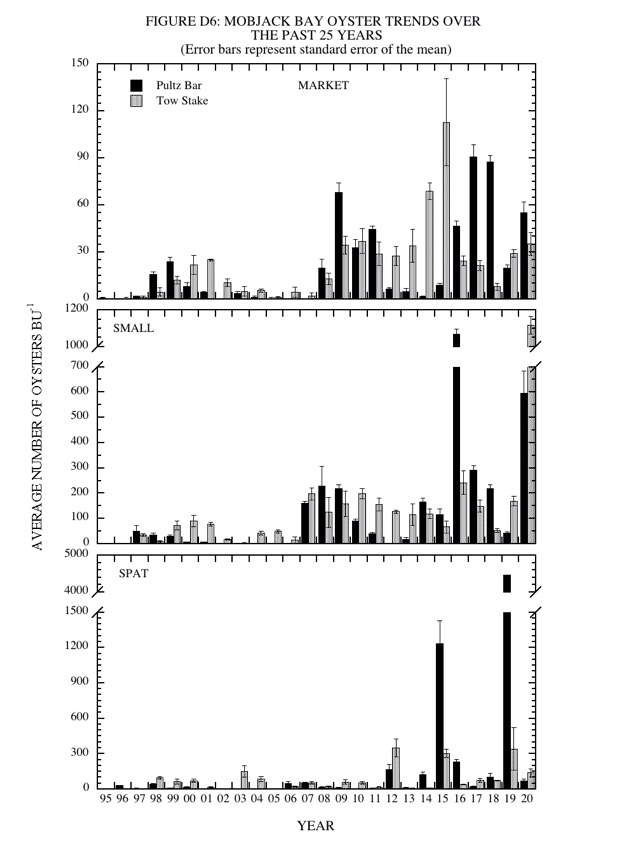 FIGURE D6: MOBJACK BAY OYSTER TRENDS OVER
THE PAST 25 YEARS
(Error bars represent standard error of the mean)
150
120
90
60
30
0
Pultz Bar
Tow Stake
MARKET
1200
1000
700
600
500
400
300
200
100
0
SMALL
5000
4000
1500
1200
900
600
300
0
SPAT
AVERAGE NUMBER OF OYSTERS BU⁻¹
95 96 97 98 99 00 01 02 03 04 05 06 07 08 09 10 11 12 13 14 15 16 17 18 19 20
YEAR